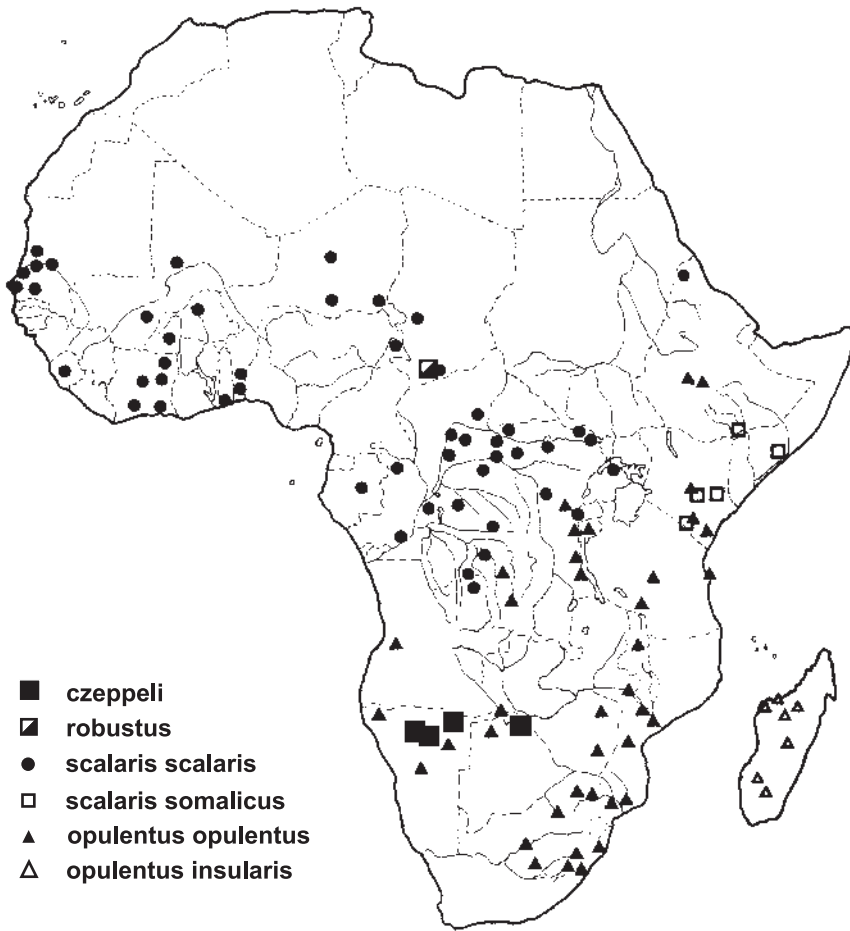 czeppeli
robustus
scalaris scalaris
scalaris somalicus
opulentus opulentus
opulentus insularis